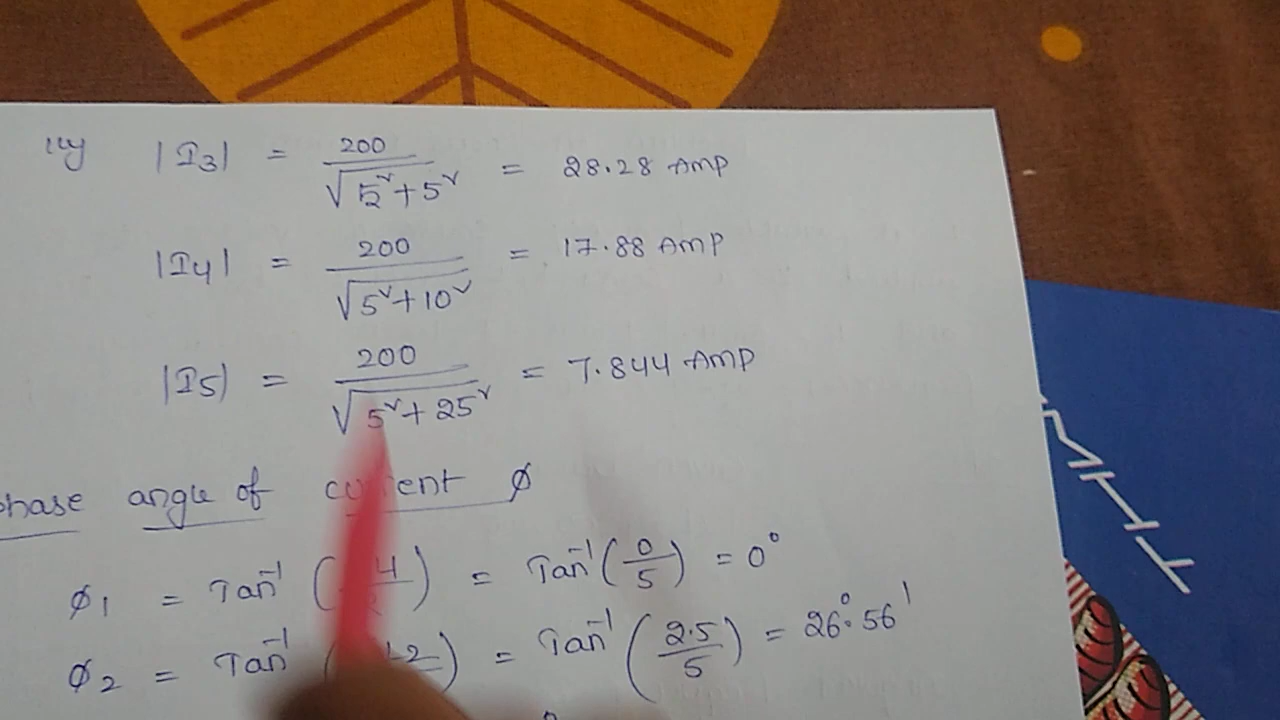 lly |I3| = 200 / √5²+5² = 28.28 Amp
|I4| = 200 / √5²+10² = 17.88 Amp
|I5| = 200 / √5²+25² = 7.844 Amp
phase angle of current ϕ
ϕ1 = Tan⁻¹ ( ) = Tan⁻¹ (0/5) = 0°
ϕ2 = Tan⁻¹ ( ) = Tan⁻¹ (2.5/5) = 26°.56'